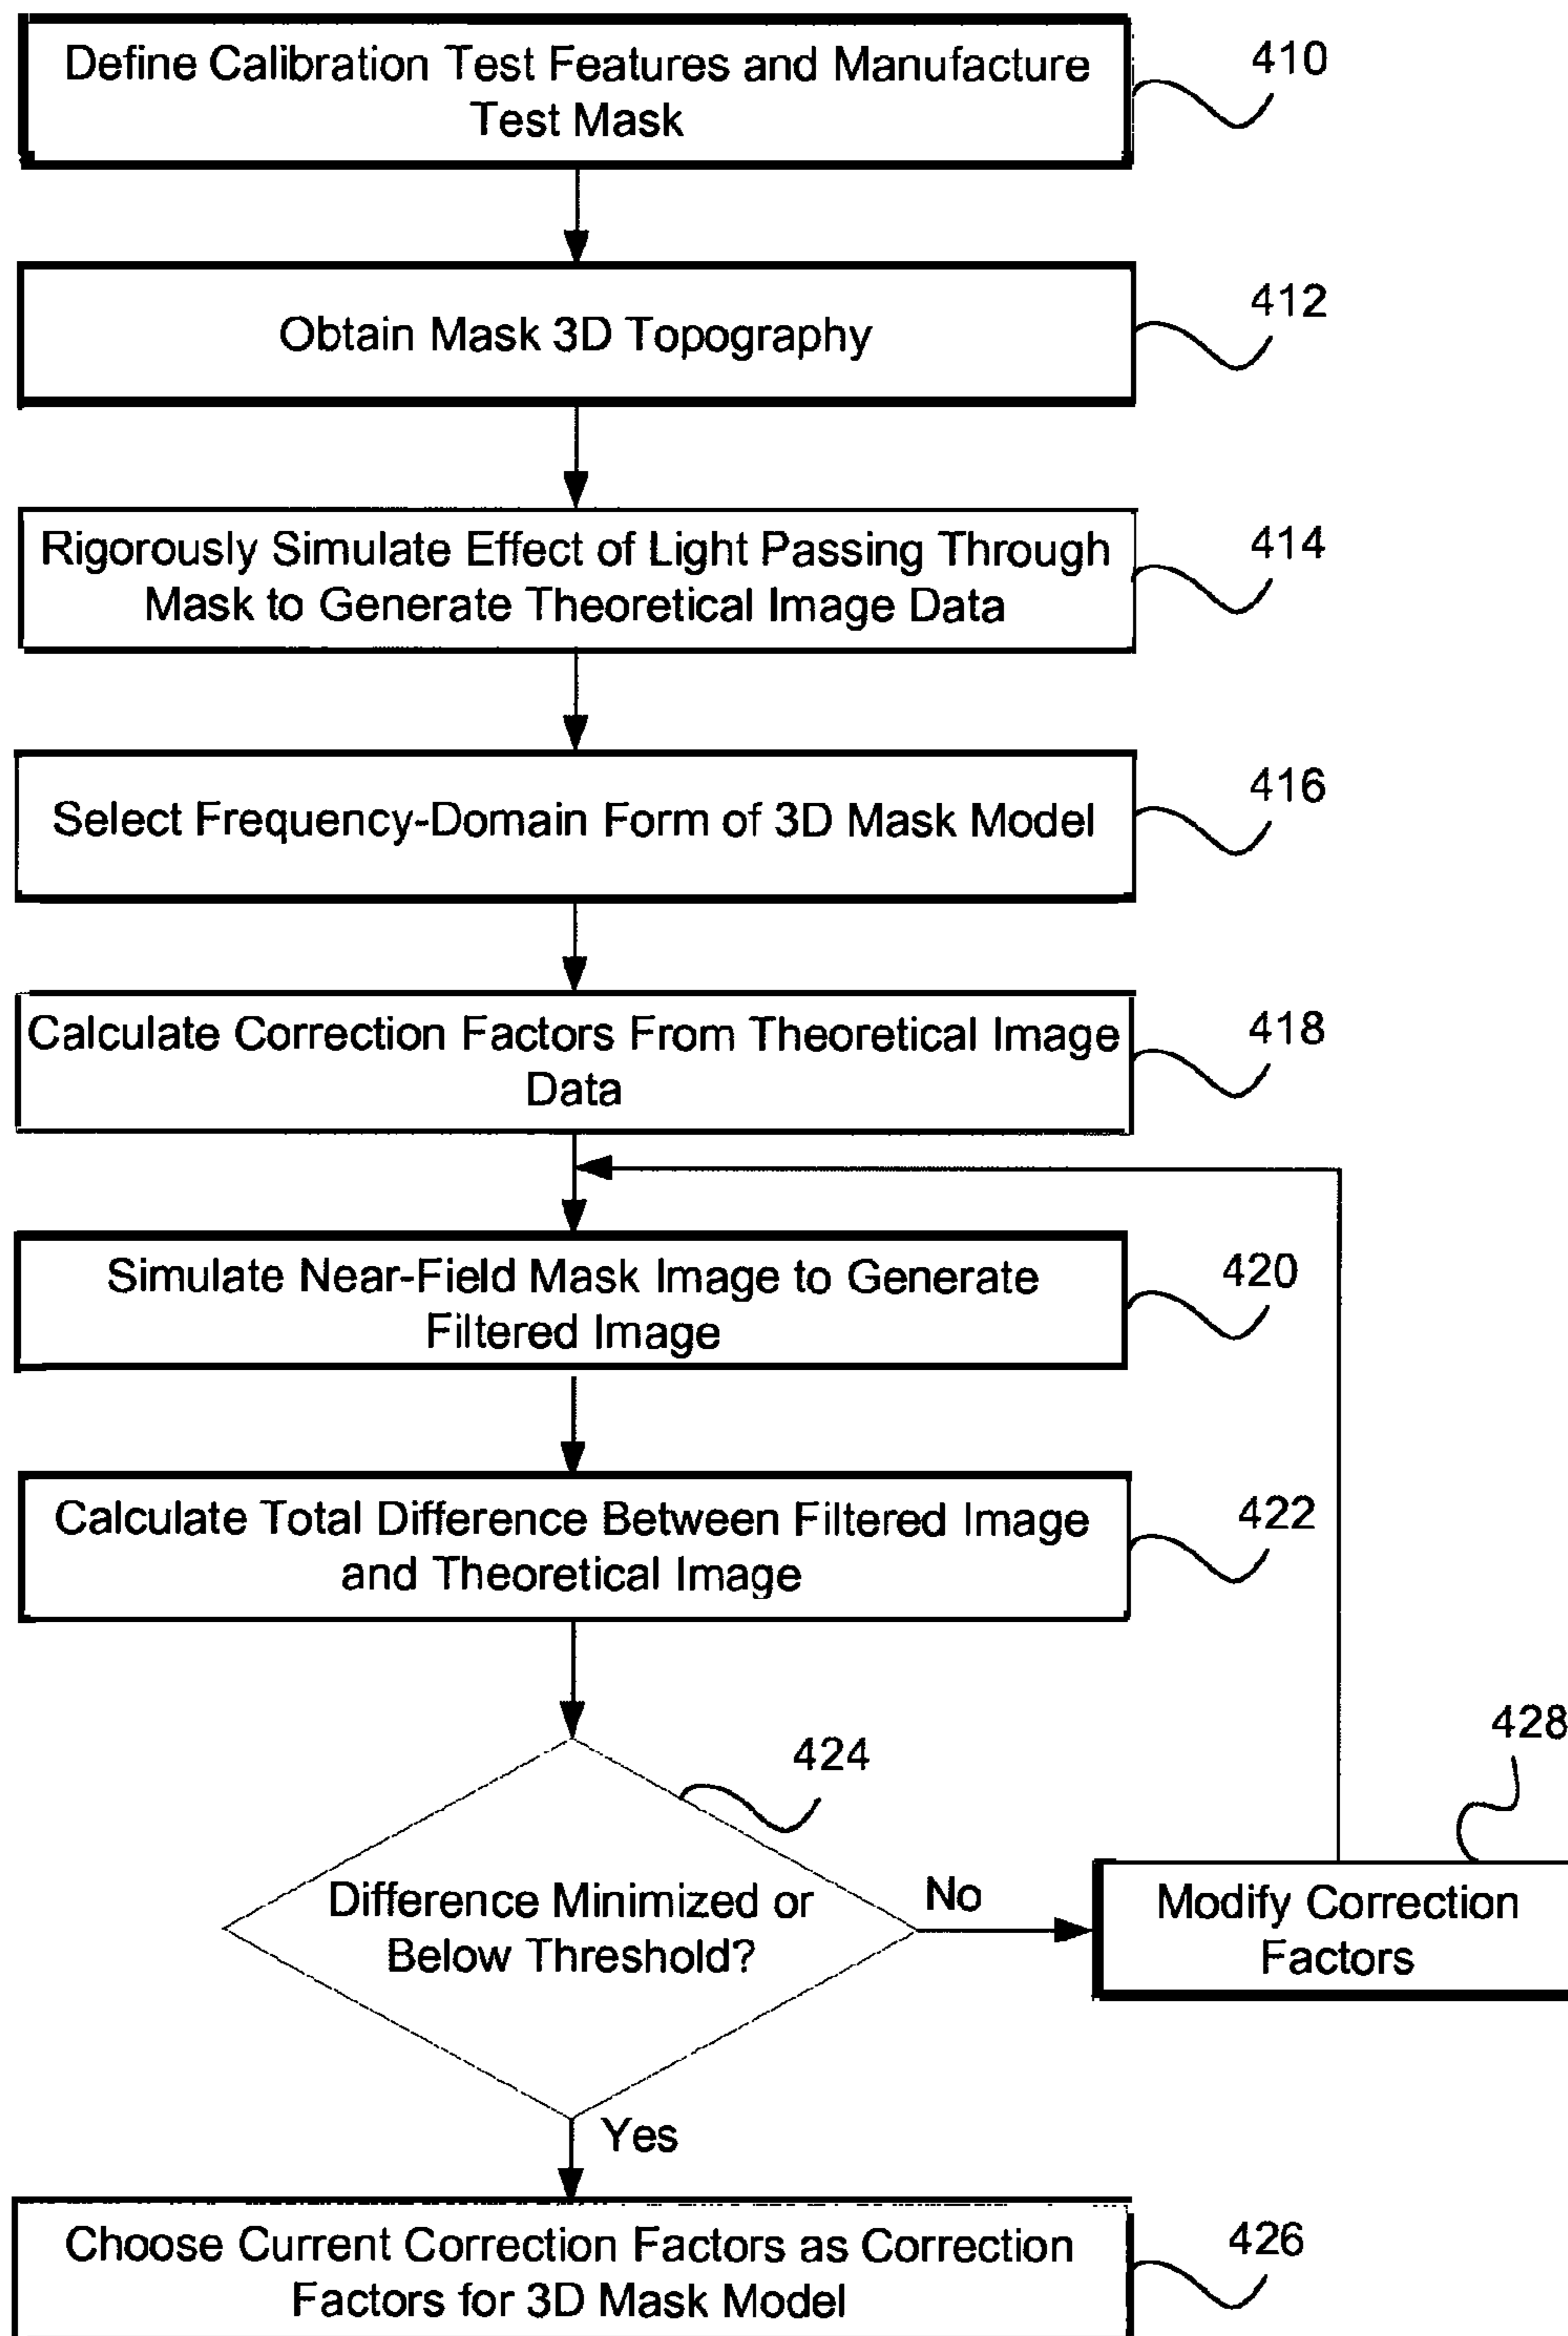 Define Calibration Test Features and Manufacture
Test Mask
410
Obtain Mask 3D Topography
412
Rigorously Simulate Effect of Light Passing Through
Mask to Generate Theoretical Image Data
414
Select Frequency-Domain Form of 3D Mask Model
416
Calculate Correction Factors From Theoretical Image
Data
418
Simulate Near-Field Mask Image to Generate
Filtered Image
420
Calculate Total Difference Between Filtered Image
and Theoretical Image
422
424
Difference Minimized or
Below Threshold?
No
428
Modify Correction
Factors
Yes
Choose Current Correction Factors as Correction
Factors for 3D Mask Model
426